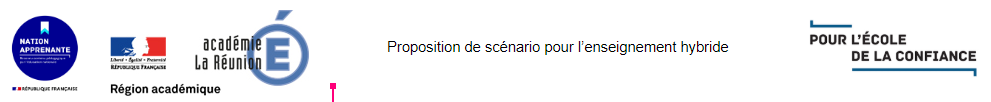 NATION
APPRENANTE
RÉPUBLIQUE FRANÇAISE
Liberté • Égalité • Fraternité
RÉPUBLIQUE FRANÇAISE
académie
La Réunion
É
Région académique
Proposition de scénario pour l'enseignement hybride
POUR L'ÉCOLE
DE LA CONFIANCE